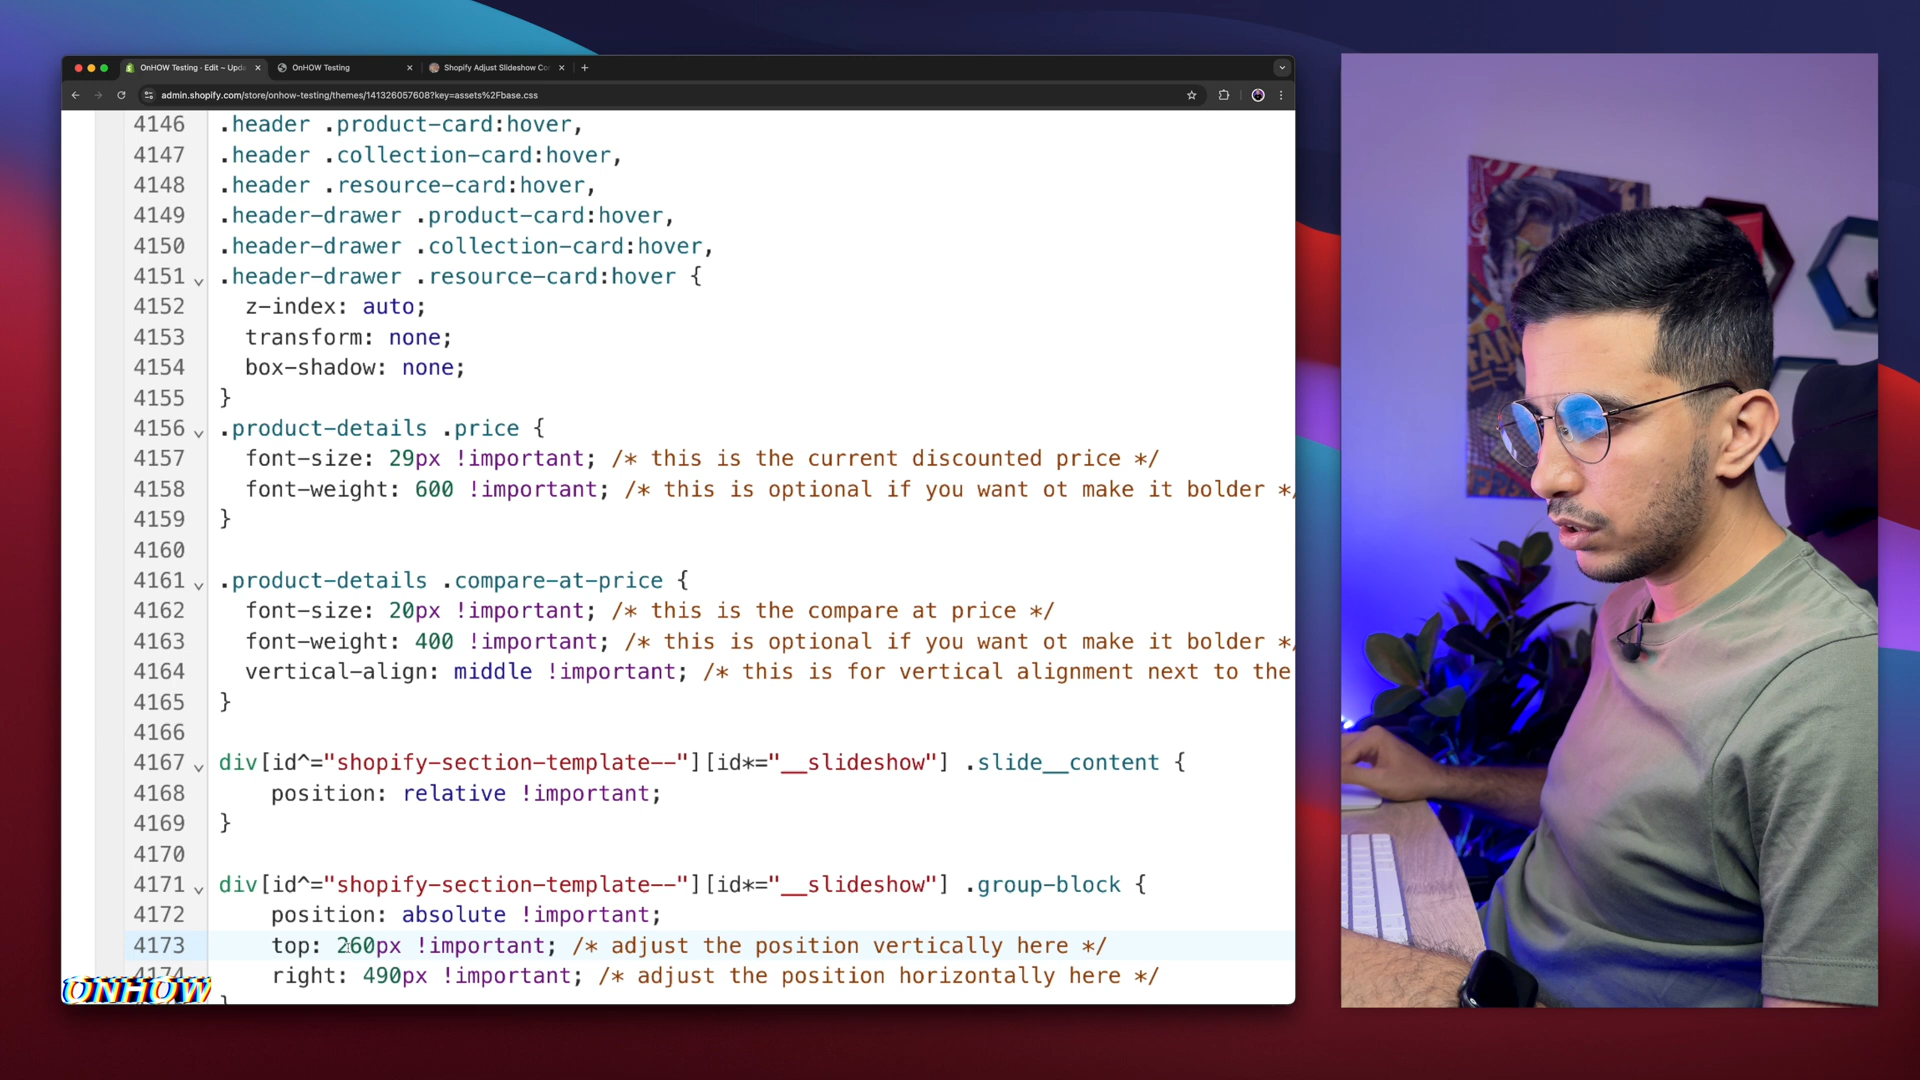 OnHOW Testing · Edit ~ Upda
OnHOW Testing
Shopify Adjust Slideshow Co
admin.shopify.com/store/onhow-testing/themes/141326057608?key=assets%2Fbase.css
4146 .header .product-card:hover,
4147 .header .collection-card:hover,
4148 .header .resource-card:hover,
4149 .header-drawer .product-card:hover,
4150 .header-drawer .collection-card:hover,
4151 .header-drawer .resource-card:hover {
4152 z-index: auto;
4153 transform: none;
4154 box-shadow: none;
4155 }
4156 .product-details .price {
4157 font-size: 29px !important; /* this is the current discounted price */
4158 font-weight: 600 !important; /* this is optional if you want ot make it bolder */
4159 }
4160
4161 .product-details .compare-at-price {
4162 font-size: 20px !important; /* this is the compare at price */
4163 font-weight: 400 !important; /* this is optional if you want ot make it bolder */
4164 vertical-align: middle !important; /* this is for vertical alignment next to the
4165 }
4166
4167 div[id^="shopify-section-template--"][id*="__slideshow"] .slide__content {
4168 position: relative !important;
4169 }
4170
4171 div[id^="shopify-section-template--"][id*="__slideshow"] .group-block {
4172 position: absolute !important;
4173 top: 260px !important; /* adjust the position vertically here */
4174 right: 490px !important; /* adjust the position horizontally here */
}
ONHOW
FAN